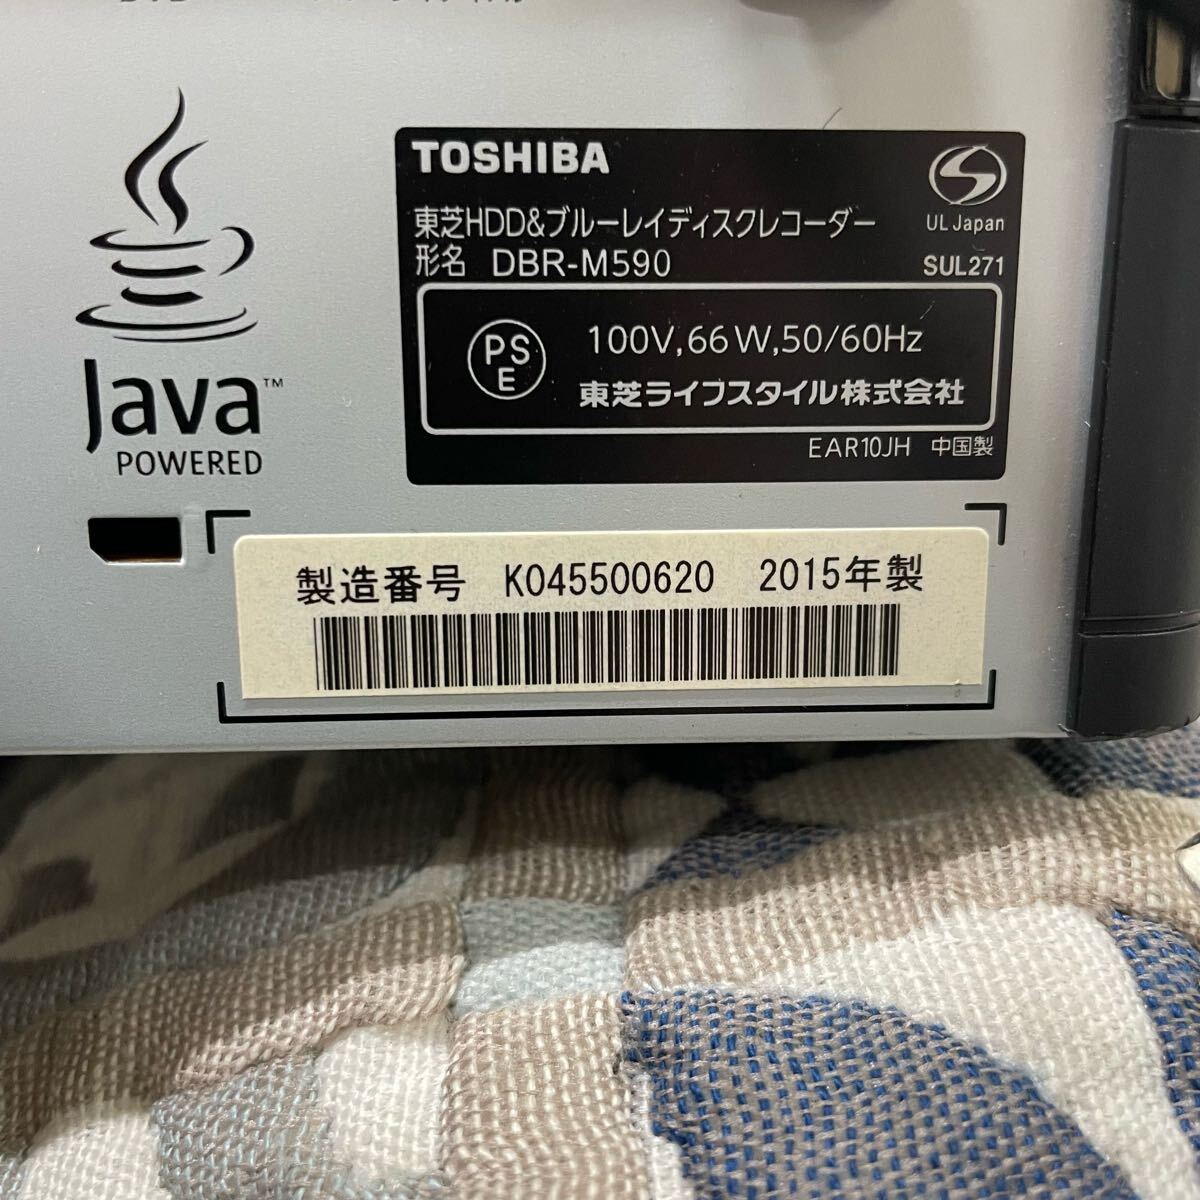 Java™
POWERED
TOSHIBA
東芝HDD&ブルーレイディスクレコーダー
形名 DBR-M590
UL Japan
SUL271
PS
E
100V,66W,50/60Hz
東芝ライフスタイル株式会社
EAR10JH 中国製
製造番号 K045500620 2015年製